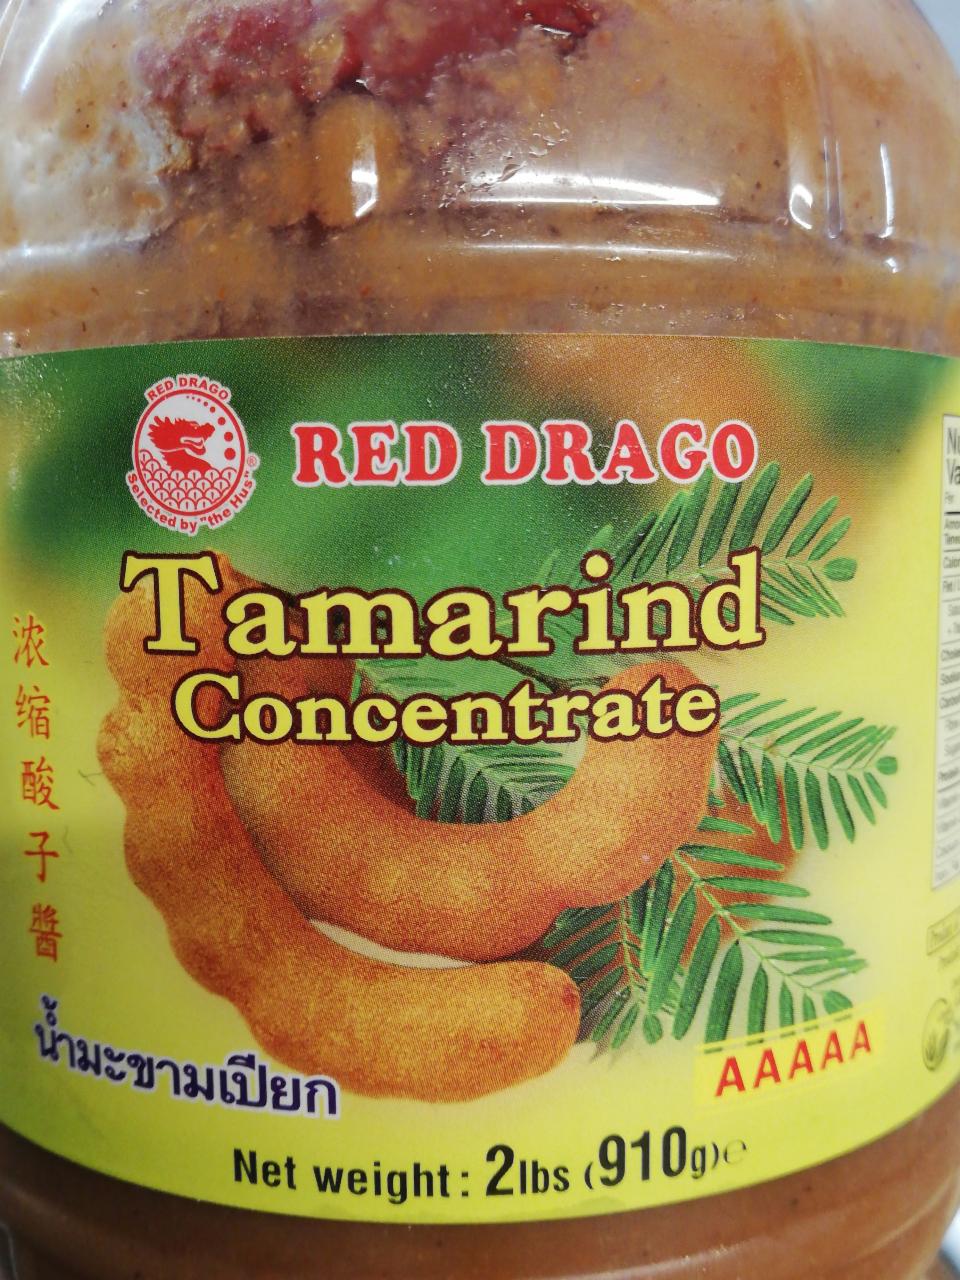 RED DRAGO
Selected by "the Hus"®
RED DRAGO
Tamarind
Concentrate
浓缩酸子醬
น้ำมะขามเปียก
AAAAA
Net weight: 2lbs (910g)℮